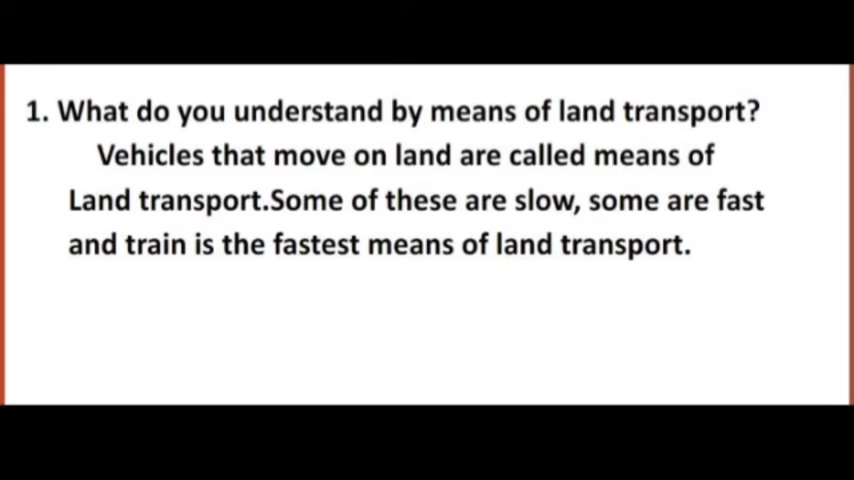 1. What do you understand by means of land transport?
Vehicles that move on land are called means of
Land transport.Some of these are slow, some are fast
and train is the fastest means of land transport.